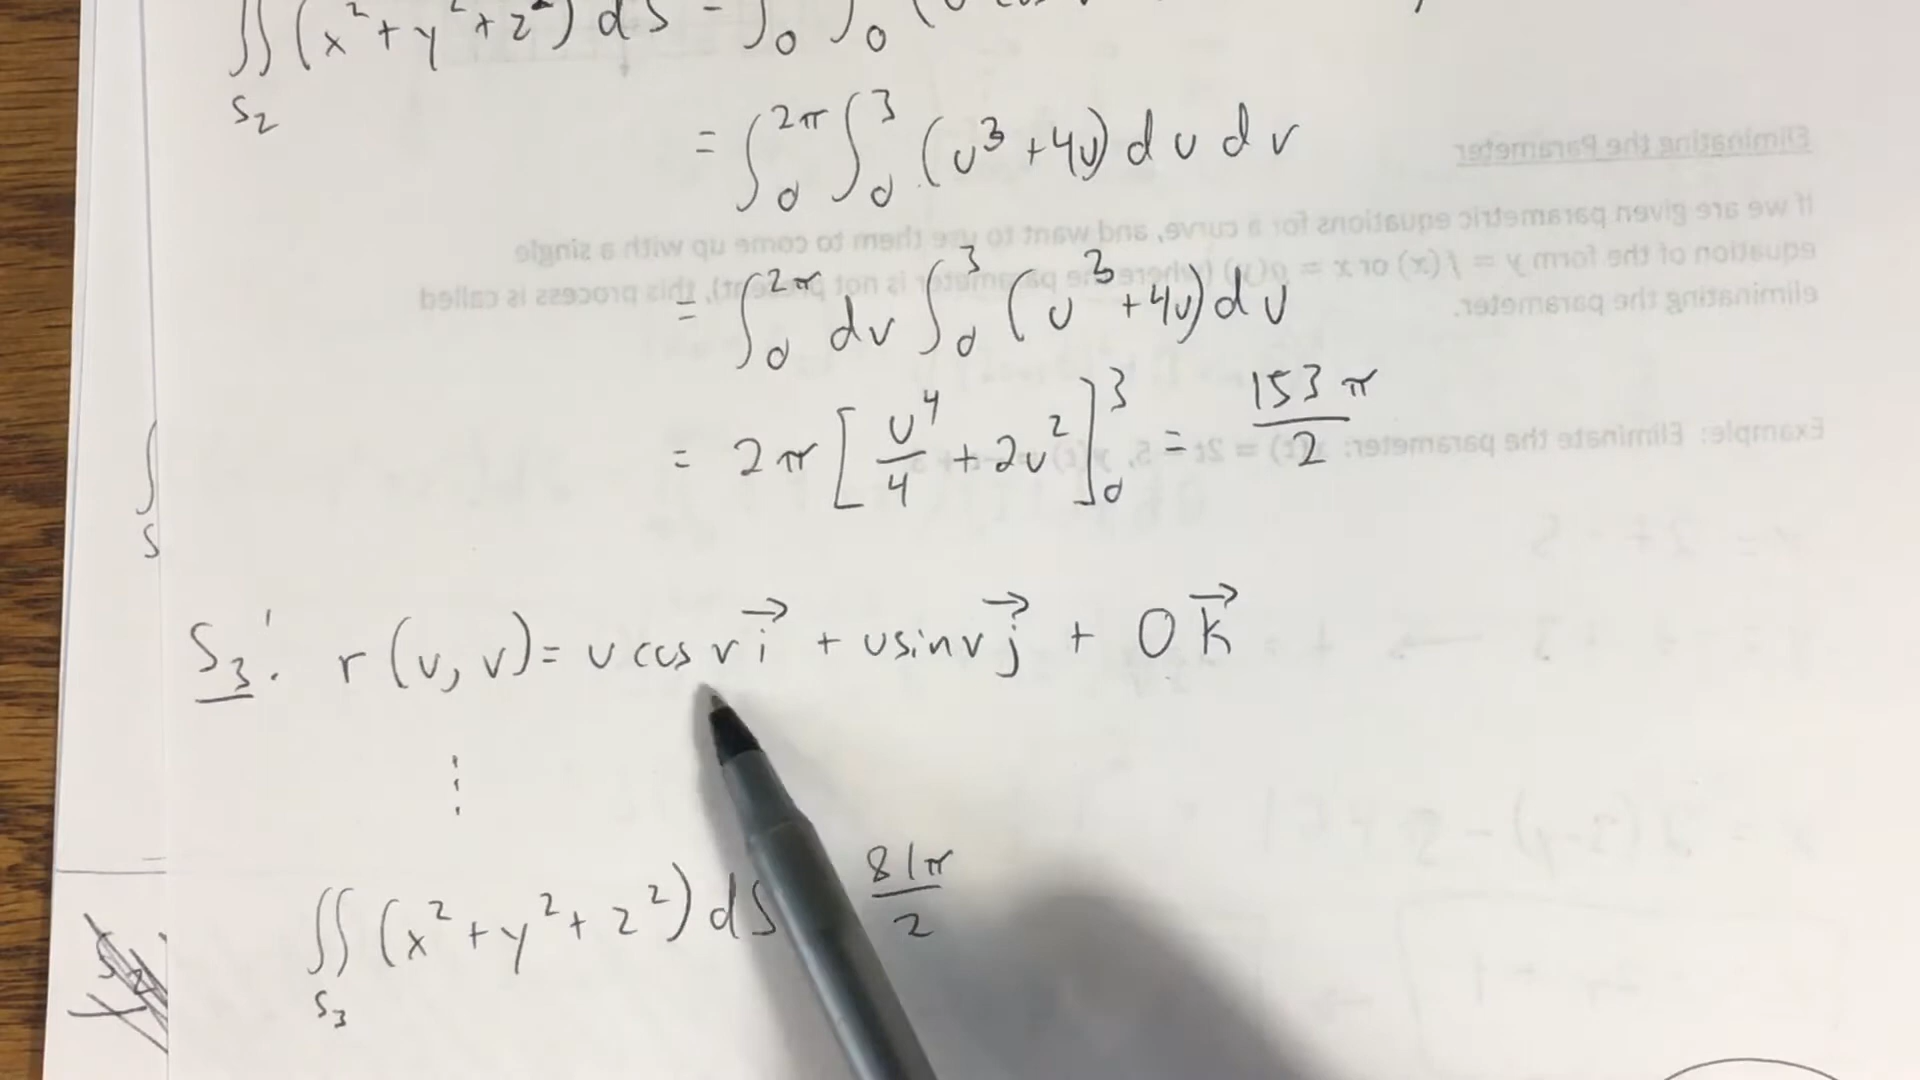 ∬(x²+y²+z²)dS = ∫₀ ∫₀ (u cos
S₂
= ∫₀^2π ∫₀^3 (u³+4u) du dv
= ∫₀^2π dv ∫₀^3 (u³+4u) du
= 2π [u⁴/4 + 2u²]₀³ = 153π/2
S₃: r(u,v) = u cos v i⃗ + u sin v j⃗ + 0 k⃗
⋮
∬(x²+y²+z²)dS 81π/2
S₃
Eliminating the Parameter
If we are given parametric equations for a curve, and want to use them to come up with a single
equation of the form y = f(x) or x = g(y) (where the parameter is not present), this process is called
eliminating the parameter.
Example: Eliminate the parameter: x(t) = 2t - 5,